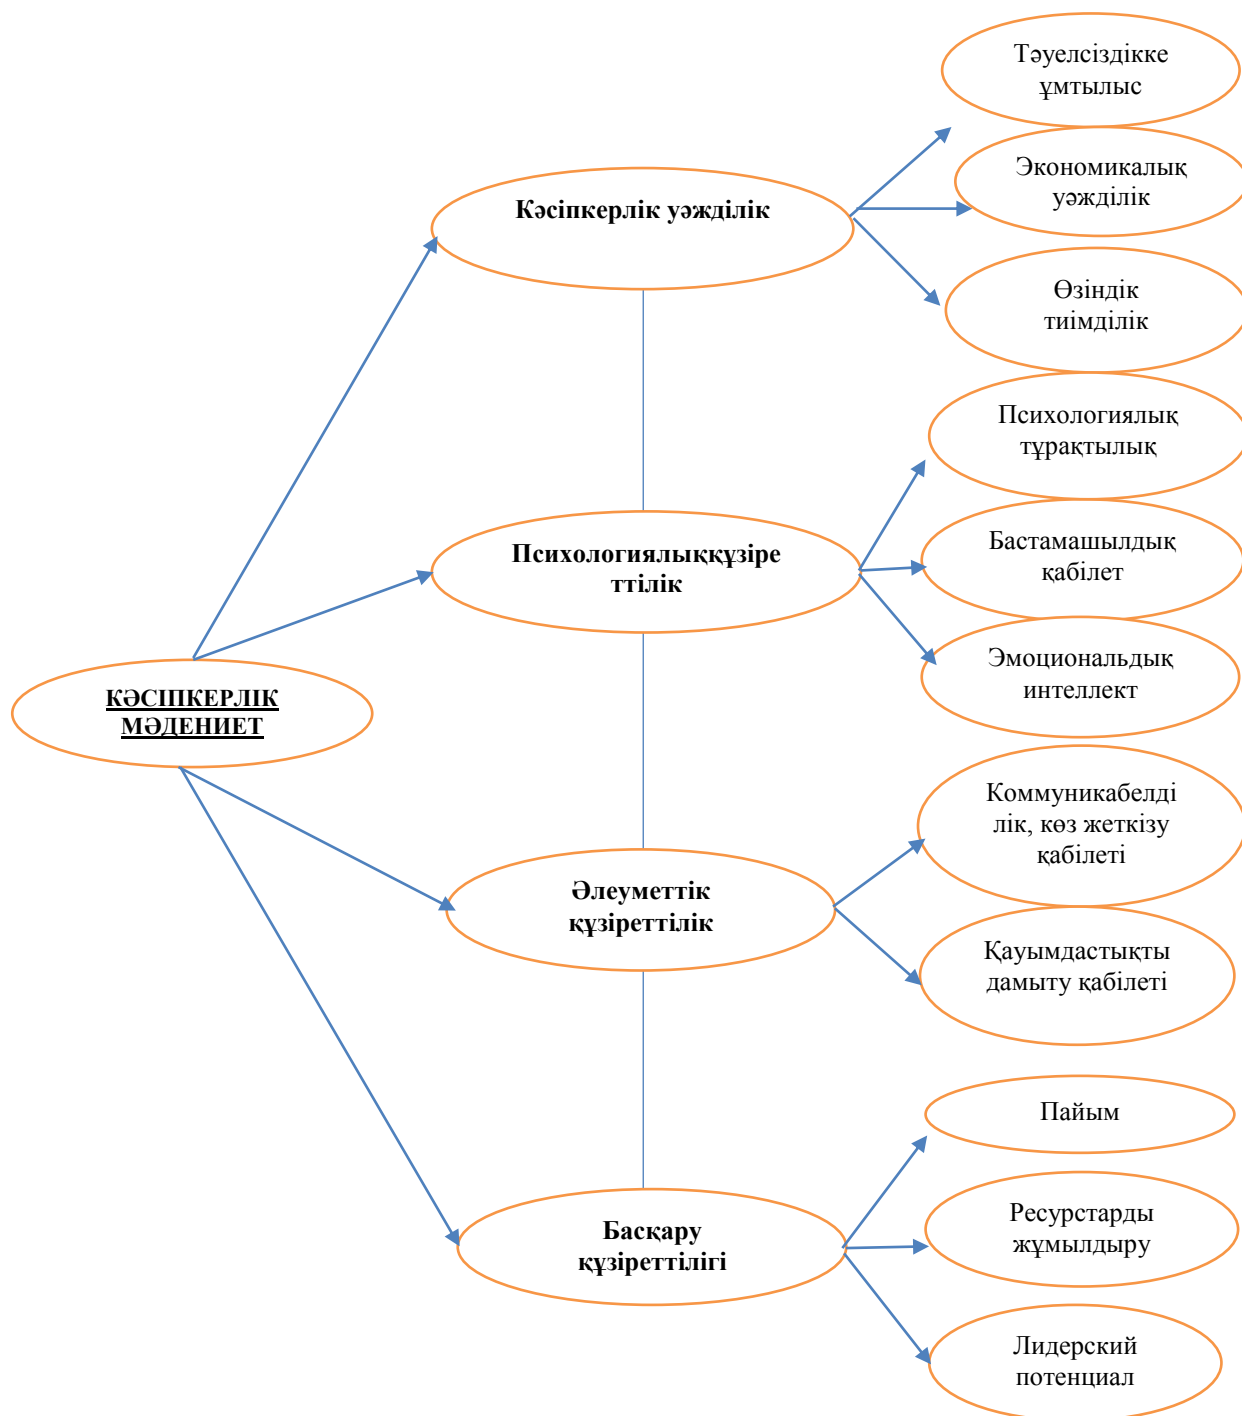 Тәуелсіздікке
ұмтылыс
Экономикалық
уәжділік
Кәсіпкерлік уәжділік
Өзіндік
тиімділік
Психологиялық
тұрақтылық
Психологиялыққұзіре
ттілік
Бастамашылдық
қабілет
Эмоциональдық
интеллект
КӘСІПКЕРЛІК
МӘДЕНИЕТ
Коммуникабелді
лік, көз жеткізу
қабілеті
Әлеуметтік
құзіреттілік
Қауымдастықты
дамыту қабілеті
Пайым
Басқару
құзіреттілігі
Ресурстарды
жұмылдыру
Лидерский
потенциал